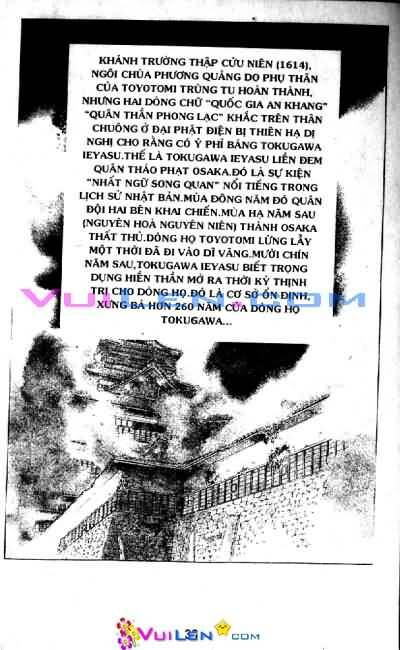 KHÁNH TRƯỜNG THẬP CỬU NIÊN (1614),
NGÔI CHÙA PHƯƠNG QUẢNG DO PHỤ THÂN
CỦA TOYOTOMI TRÙNG TU HOÀN THÀNH,
NHƯNG HAI DÒNG CHỮ "QUỐC GIA AN KHANG"
"QUÂN THẦN PHONG LẠC" KHẮC TRÊN THÂN
CHUÔNG Ở ĐẠI PHẬT ĐIỆN BỊ THIÊN HẠ DỊ
NGHỊ CHO RẰNG CÓ Ý PHỈ BÁNG TOKUGAWA
IEYASU.THẾ LÀ TOKUGAWA IEYASU LIỀN ĐEM
QUÂN THẢO PHẠT OSAKA.ĐÓ LÀ SỰ KIỆN
"NHẤT NGỮ SONG QUAN" NỔI TIẾNG TRONG
LỊCH SỬ NHẬT BẢN.MÙA ĐÔNG NĂM ĐÓ QUÂN
ĐỘI HAI BÊN KHAI CHIẾN.MÙA HẠ NĂM SAU
(NGUYÊN HOÀ NGUYÊN NIÊN) THÀNH OSAKA
THẤT THỦ.DÒNG HỌ TOYOTOMI LỪNG LẪY
MỘT THỜI ĐÃ ĐI VÀO DĨ VÃNG.MƯỜI CHÍN
NĂM SAU,TOKUGAWA IEYASU BIẾT TRỌNG
DỤNG HIỀN THẦN MỞ RA THỜI KỲ THỊNH
TRỊ CHO DÒNG HỌ.ĐÓ LÀ CƠ SỞ ỔN ĐỊNH,
XƯNG BÁ HƠN 260 NĂM CỦA DÒNG HỌ
TOKUGAWA...
VUILEN.COM
VUILEN.COM